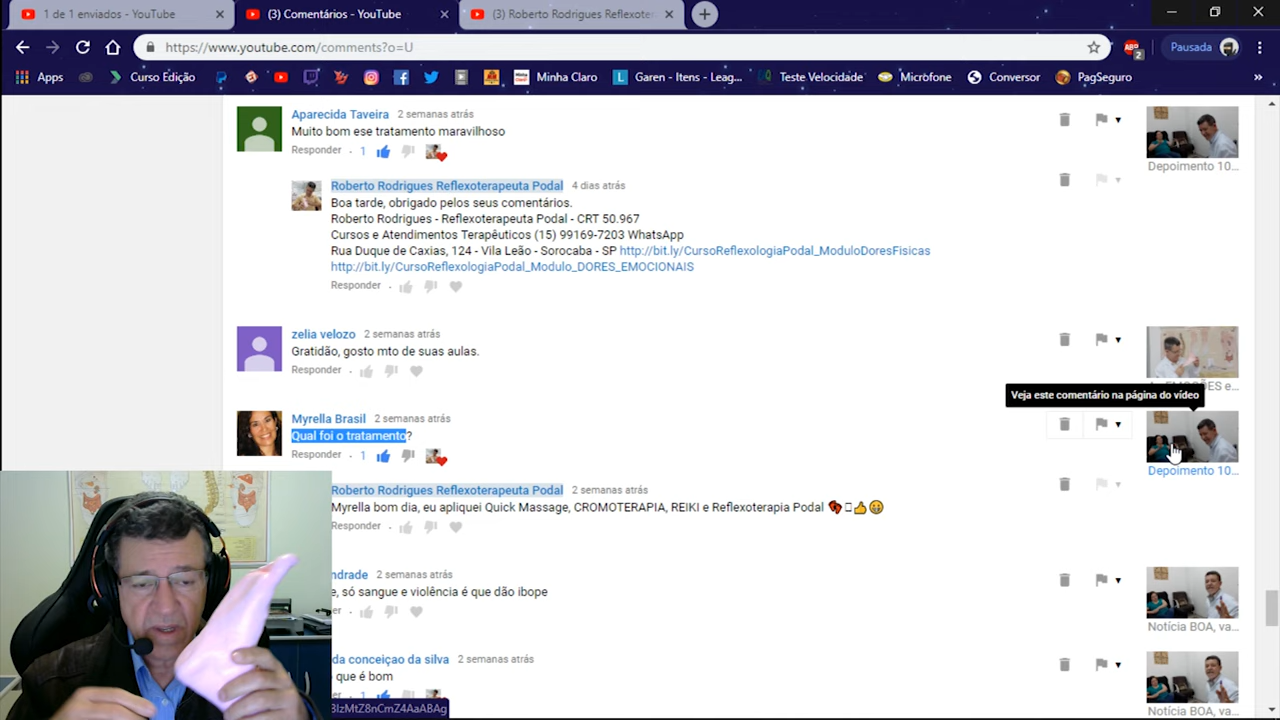 1 de 1 enviados - YouTube
(3) Comentários - YouTube
(3) Roberto Rodrigues Reflexoter
https://www.youtube.com/comments?o=U
ABP
2
Pausada
Apps
Curso Edição
Minha Claro
Garen - Itens - Leag...
Teste Velocidade
Microfone
Conversor
PagSeguro
»
Aparecida Taveira 2 semanas atrás
Muito bom ese tratamento maravilhoso
Responder · 1
Depoimento 10...
Roberto Rodrigues Reflexoterapeuta Podal 4 dias atrás
Boa tarde, obrigado pelos seus comentários.
Roberto Rodrigues - Reflexoterapeuta Podal - CRT 50.967
Cursos e Atendimentos Terapêuticos (15) 99169-7203 WhatsApp
Rua Duque de Caxias, 124 - Vila Leão - Sorocaba - SP http://bit.ly/CursoReflexologiaPodal_ModuloDoresFisicas
http://bit.ly/CursoReflexologiaPodal_Modulo_DORES_EMOCIONAIS
Responder ·
zelia velozo 2 semanas atrás
Gratidão, gosto mto de suas aulas.
Responder ·
Veja este comentário na página do vídeo
Myrella Brasil 2 semanas atrás
Qual foi o tratamento?
Responder · 1
Depoimento 10...
Roberto Rodrigues Reflexoterapeuta Podal 2 semanas atrás
Myrella bom dia, eu apliquei Quick Massage, CROMOTERAPIA, REIKI e Reflexoterapia Podal
Responder ·
ndrade 2 semanas atrás
e, só sangue e violência é que dão ibope
Notícia BOA, va...
da conceiçao da silva 2 semanas atrás
que é bom
1
Notícia BOA, va...